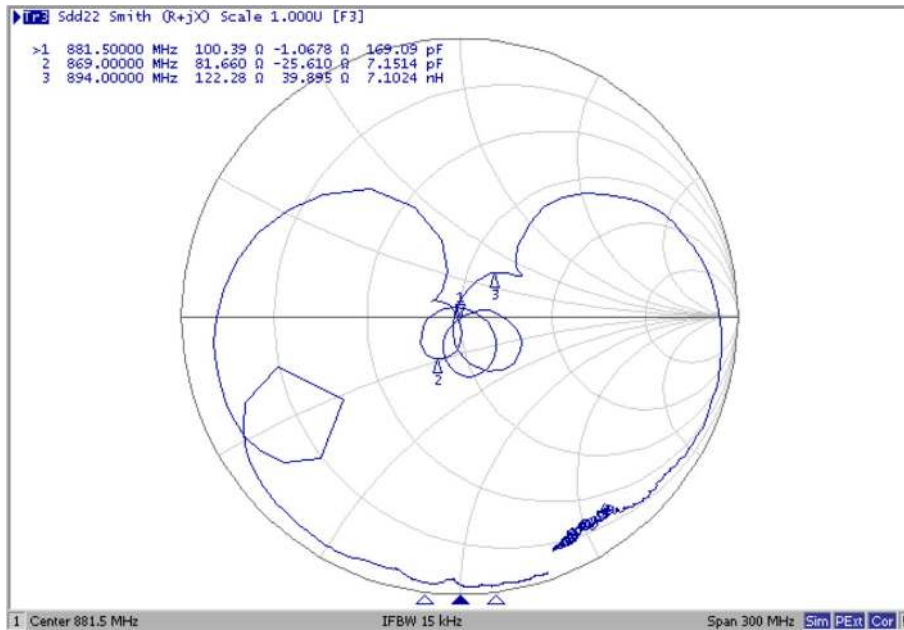 Tr3 Sdd22 Smith (R+jX) Scale 1.000U [F3]
>1 881.50000 MHz 100.39 Ω -1.0678 Ω 169.09 pF
2 869.00000 MHz 81.660 Ω -25.610 Ω 7.1514 pF
3 894.00000 MHz 122.28 Ω 39.895 Ω 7.1024 nH
1
3
2
1 Center 881.5 MHz IFBW 15 kHz Span 300 MHz Sim PExt Cor